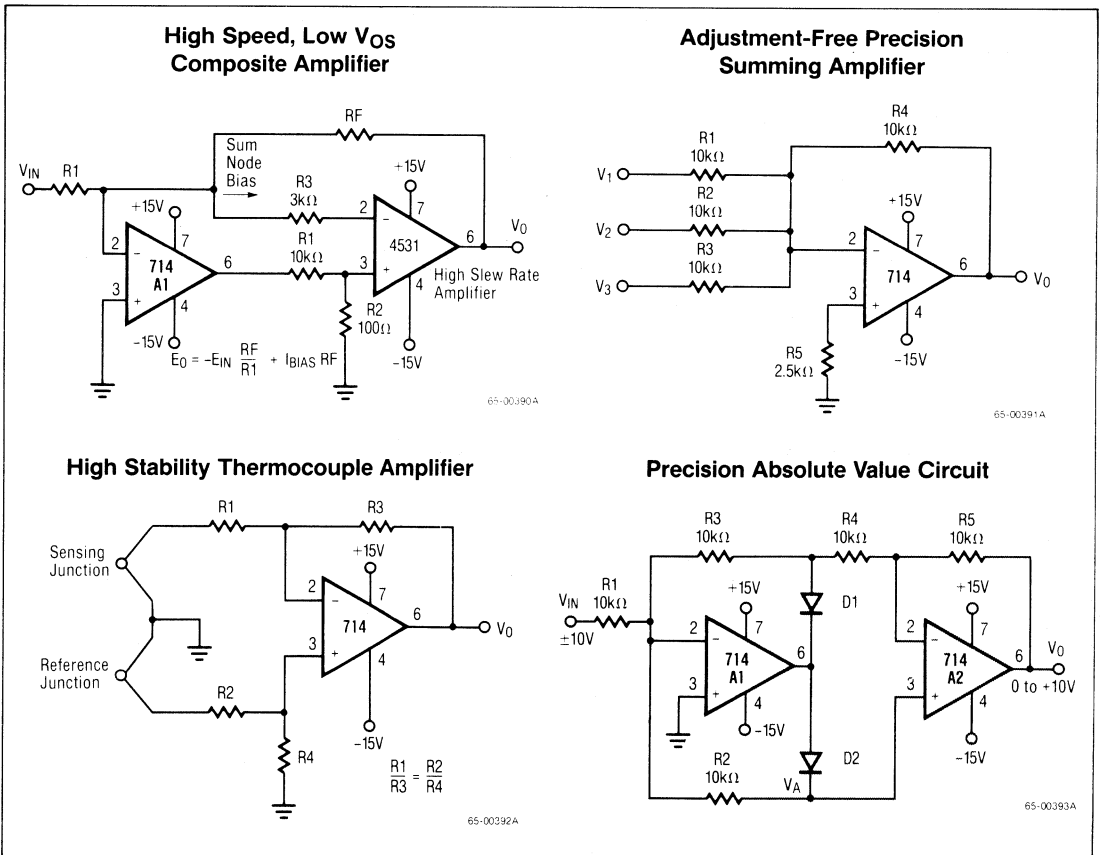 High Speed, Low VOS
Composite Amplifier
RF
Sum
Node
Bias
VIN
R1
R3
3kΩ
+15V
+15V
2
7
−
4531
6
VO
2
7
−
714
A1
6
R1
10kΩ
3
+
4
High Slew Rate
Amplifier
3
+
4
R2
100Ω
−15V
−15V
EO = -EIN RF/R1 + IBIAS RF
65-00390A
Adjustment-Free Precision
Summing Amplifier
R4
10kΩ
R1
10kΩ
V1
R2
10kΩ
V2
+15V
R3
10kΩ
2
7
−
V3
714
6
VO
3
+
4
R5
2.5kΩ
−15V
65-00391A
High Stability Thermocouple Amplifier
R1
R3
Sensing
Junction
+15V
2
7
−
714
6
VO
3
+
4
Reference
Junction
R2
R4
−15V
R1/R3 = R2/R4
65-00392A
Precision Absolute Value Circuit
R3
10kΩ
R4
10kΩ
R5
10kΩ
R1
10kΩ
VIN
±10V
+15V
D1
+15V
2
7
−
714
A1
6
3
+
4
−15V
2
7
−
714
A2
6
VO
0 to +10V
3
+
4
−15V
R2
10kΩ
D2
VA
65-00393A